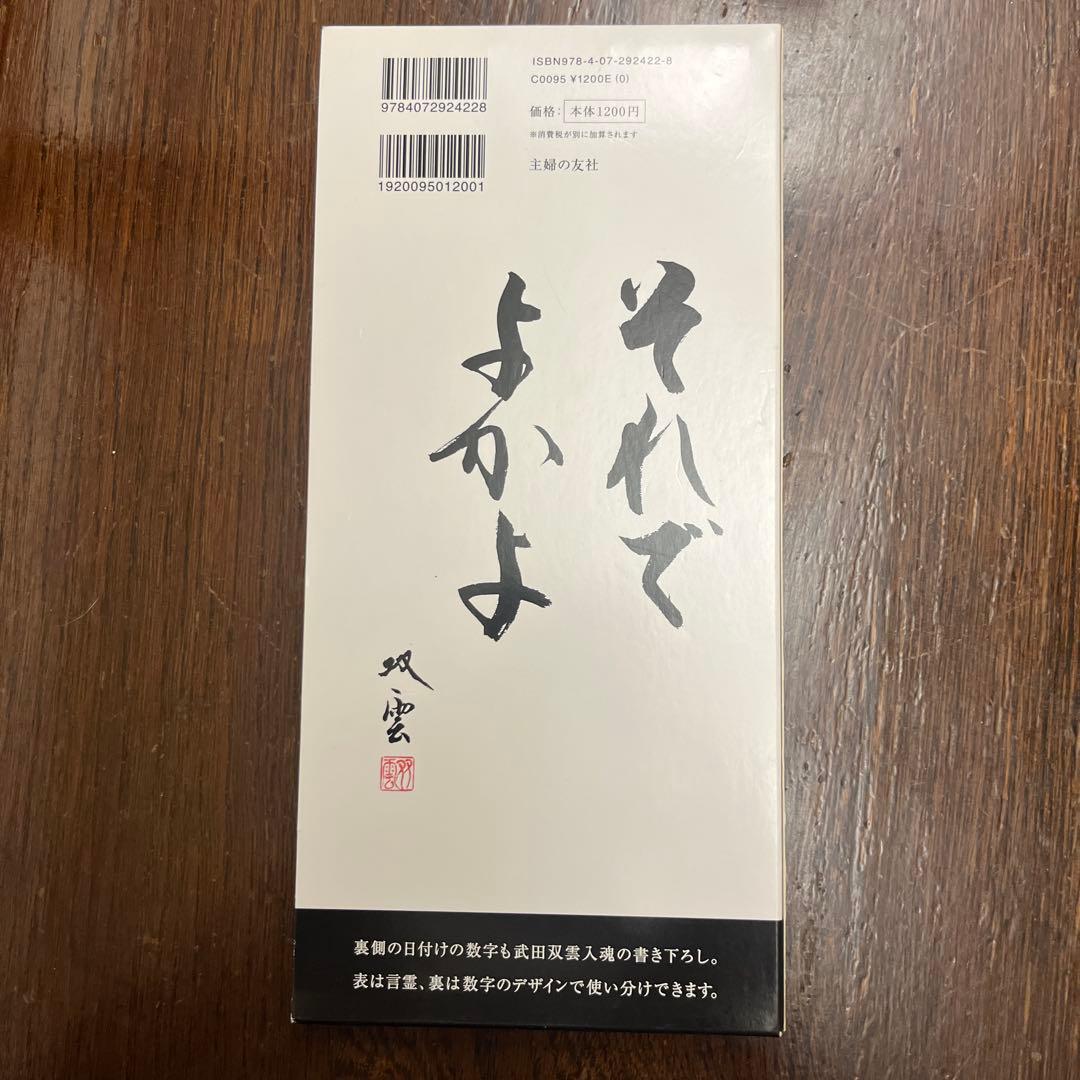 9784072924228
1920095012001
ISBN978-4-07-292422-8
C0095 ¥1200E (0)
価格：本体1200円
※消費税が別に加算されます
主婦の友社
それで
よかよ
双雲
双雲
裏側の日付けの数字も武田双雲入魂の書き下ろし。
表は言霊、裏は数字のデザインで使い分けできます。